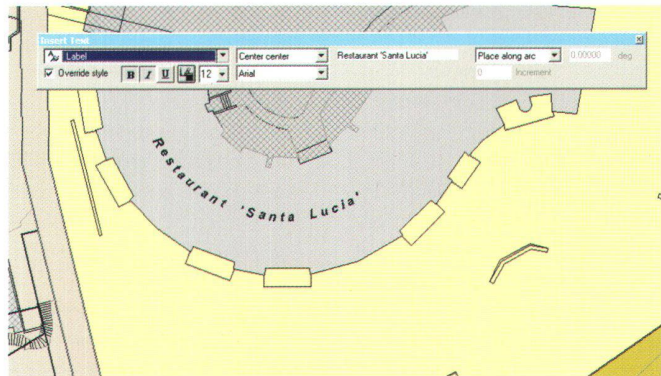 Insert Text
Label
Center center
Restaurant 'Santa Lucia'
Place along arc
0.00000 deg
Override style
B I U
12
Arial
0 Increment
Restaurant 'Santa Lucia'